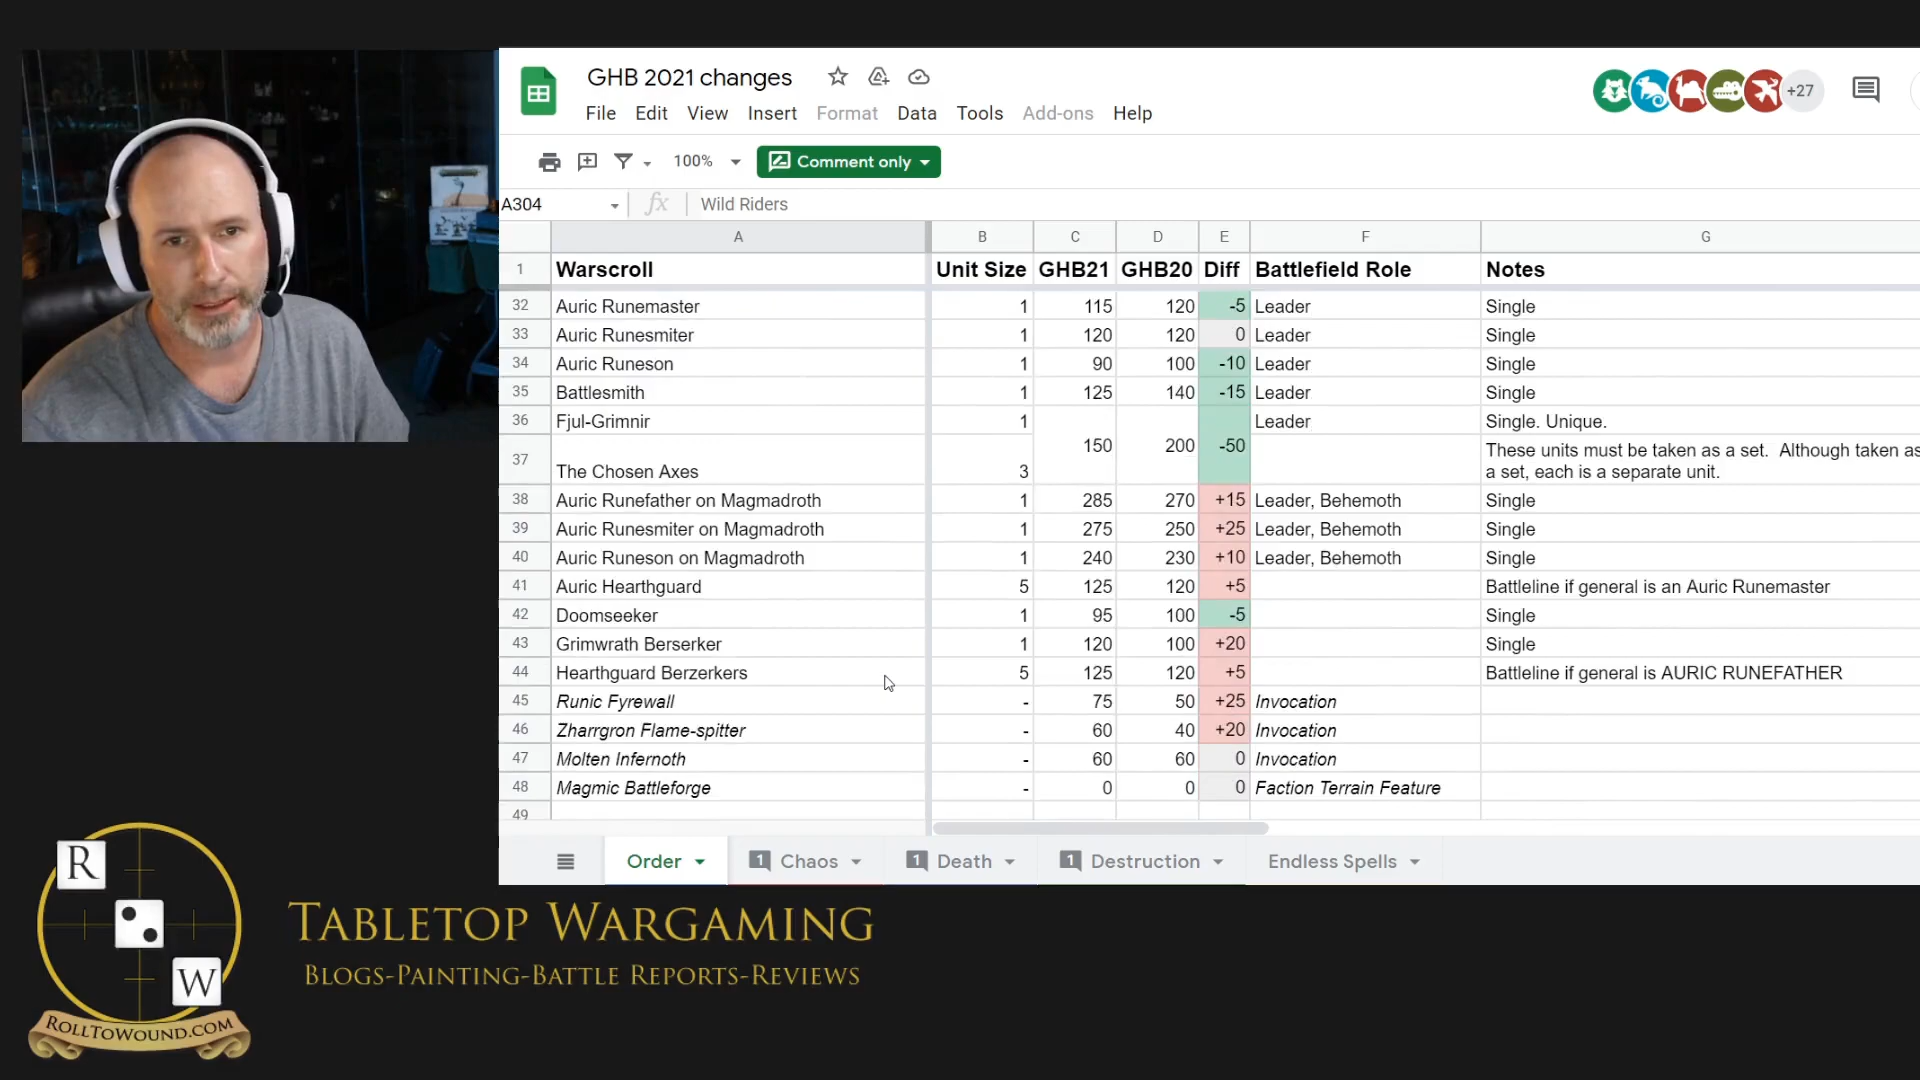 GHB 2021 changes
+27
File Edit View Insert Format Data Tools Add-ons Help
100% Comment only
A304 fx Wild Riders
A B C D E F G
1 Warscroll Unit Size GHB21 GHB20 Diff Battlefield Role Notes
32 Auric Runemaster 1 115 120 -5 Leader Single
33 Auric Runesmiter 1 120 120 0 Leader Single
34 Auric Runeson 1 90 100 -10 Leader Single
35 Battlesmith 1 125 140 -15 Leader Single
36 Fjul-Grimnir 1 Leader Single. Unique.
150 200 -50 These units must be taken as a set. Although taken as
37 The Chosen Axes 3 a set, each is a separate unit.
38 Auric Runefather on Magmadroth 1 285 270 +15 Leader, Behemoth Single
39 Auric Runesmiter on Magmadroth 1 275 250 +25 Leader, Behemoth Single
40 Auric Runeson on Magmadroth 1 240 230 +10 Leader, Behemoth Single
41 Auric Hearthguard 5 125 120 +5 Battleline if general is an Auric Runemaster
42 Doomseeker 1 95 100 -5 Single
43 Grimwrath Berserker 1 120 100 +20 Single
44 Hearthguard Berzerkers 5 125 120 +5 Battleline if general is AURIC RUNEFATHER
45 Runic Fyrewall - 75 50 +25 Invocation
46 Zharrgron Flame-spitter - 60 40 +20 Invocation
47 Molten Infernoth - 60 60 0 Invocation
48 Magmic Battleforge - 0 0 0 Faction Terrain Feature
49
Order 1 Chaos 1 Death 1 Destruction Endless Spells
R
W
RollToWound.com
Tabletop Wargaming
Blogs-Painting-Battle Reports-Reviews